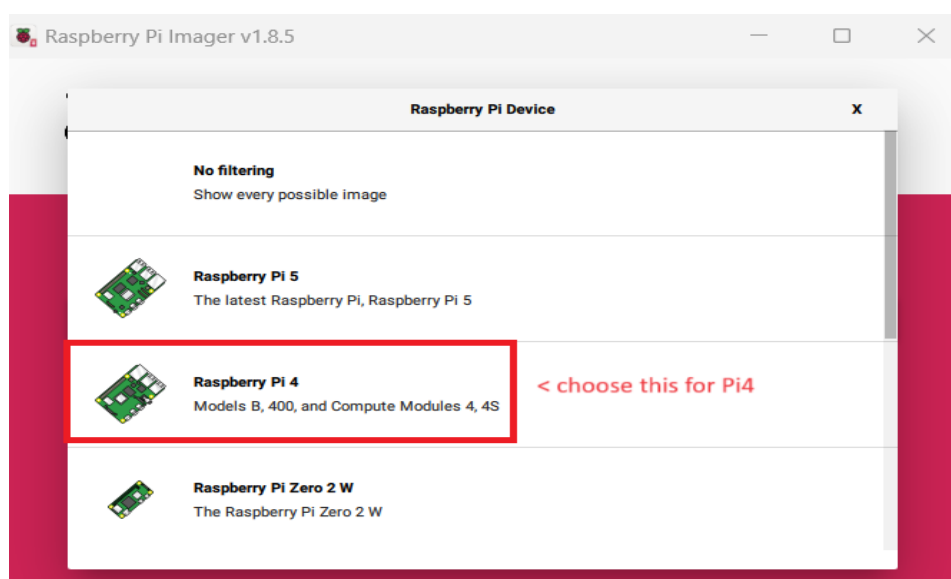 Raspberry Pi Imager v1.8.5
Raspberry Pi Device
X
No filtering
Show every possible image
Raspberry Pi 5
The latest Raspberry Pi, Raspberry Pi 5
Raspberry Pi 4
Models B, 400, and Compute Modules 4, 4S
< choose this for Pi4
Raspberry Pi Zero 2 W
The Raspberry Pi Zero 2 W